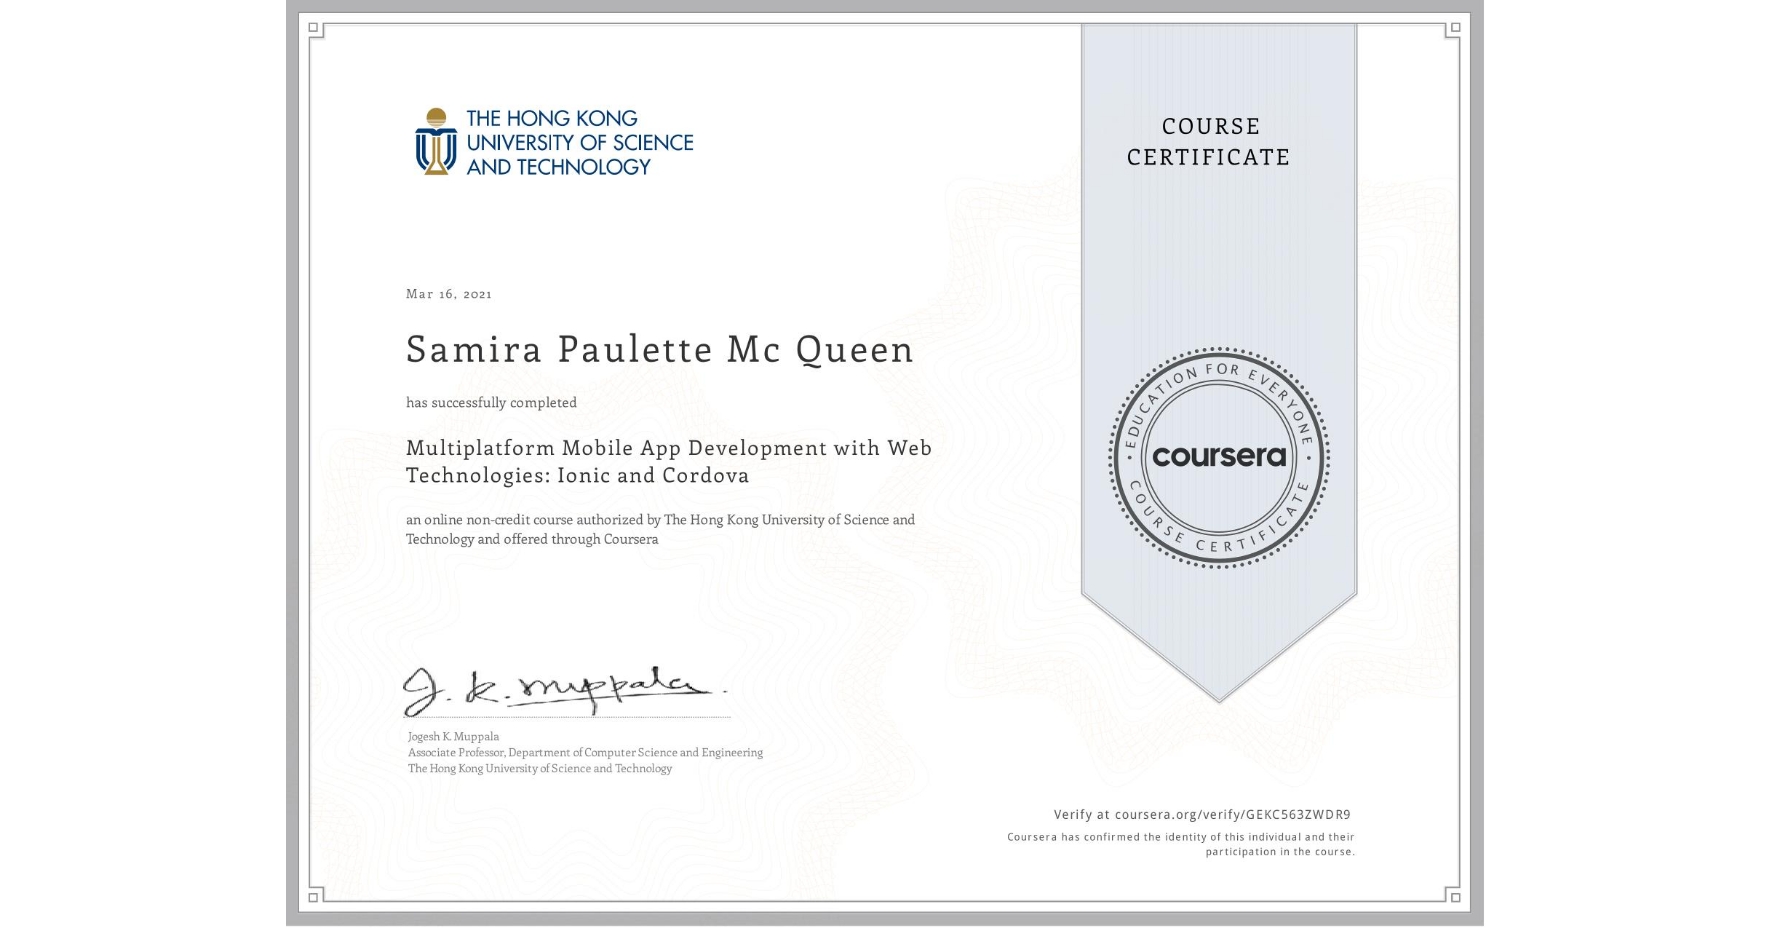 THE HONG KONG
UNIVERSITY OF SCIENCE
AND TECHNOLOGY
COURSE
CERTIFICATE
Mar 16, 2021
Samira Paulette Mc Queen
has successfully completed
Multiplatform Mobile App Development with Web
Technologies: Ionic and Cordova
an online non-credit course authorized by The Hong Kong University of Science and
Technology and offered through Coursera
EDUCATION FOR EVERYONE
coursera
COURSE CERTIFICATE
J. K. Muppala
Jogesh K. Muppala
Associate Professor, Department of Computer Science and Engineering
The Hong Kong University of Science and Technology
Verify at coursera.org/verify/GEKC563ZWDR9
Coursera has confirmed the identity of this individual and their
participation in the course.